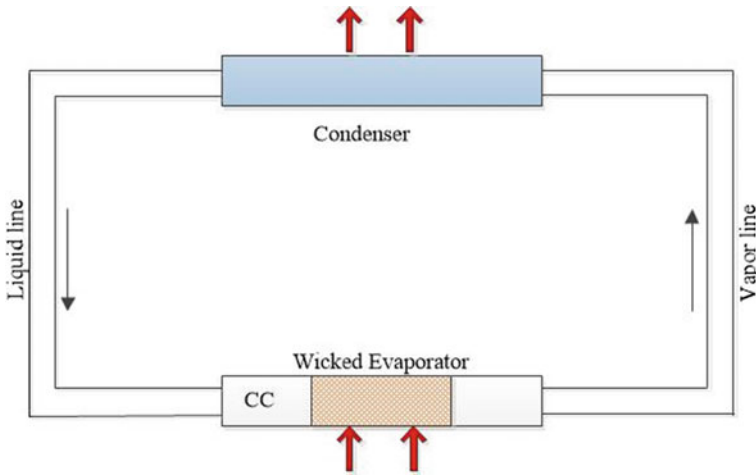 Condenser
Liquid line
Vapor line
Wicked Evaporator
CC